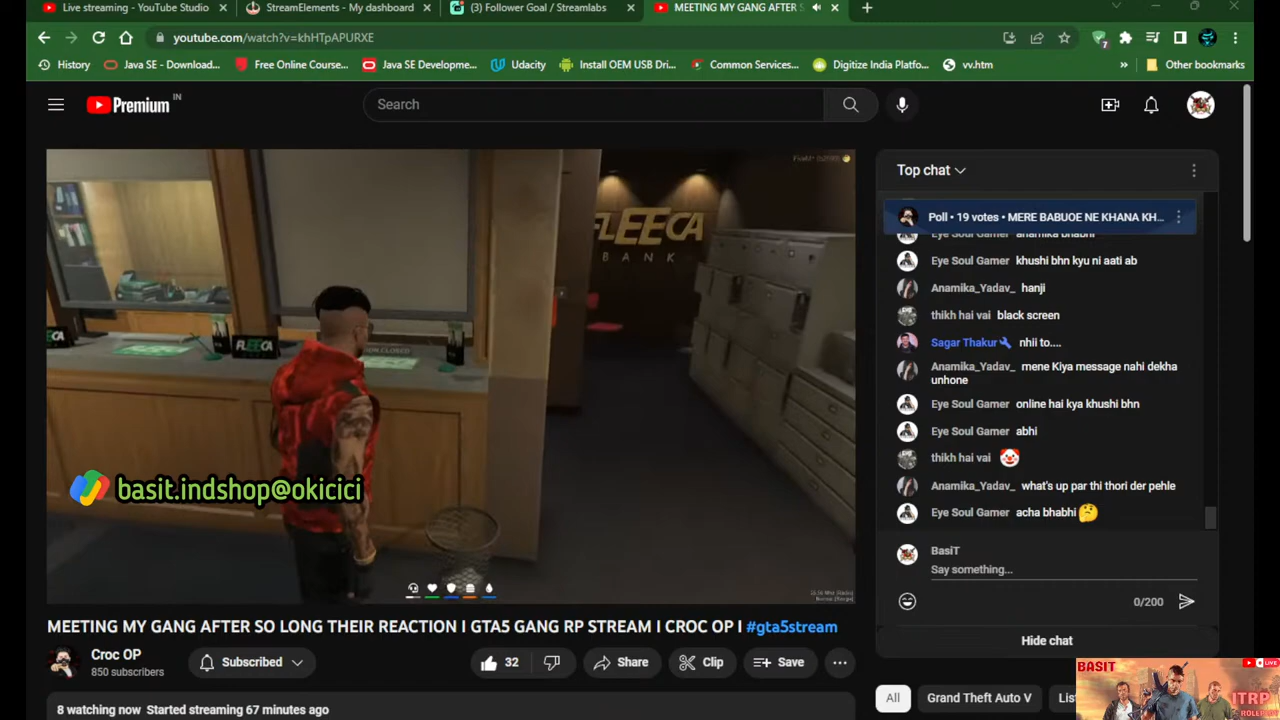 Live streaming - YouTube Studio
StreamElements - My dashboard
(3) Follower Goal / Streamlabs
MEETING MY GANG AFTER S
youtube.com/watch?v=khHTpAPURXE
7
History
Java SE - Download...
Free Online Course...
Java SE Developme...
Udacity
Install OEM USB Driv...
Common Services...
Digitize India Platfo...
vv.htm
»
Other bookmarks
Premium IN
Search
FLEECA
BANK
FLEECA
CLOSED
basit.indshop@okicici
Top chat
Poll • 19 votes • MERE BABUOE NE KHANA KH...
Eye Soul Gamer anamika bhabhi
Eye Soul Gamer khushi bhn kyu ni aati ab
Anamika_Yadav_ hanji
thikh hai vai black screen
Sagar Thakur nhii to....
Anamika_Yadav_ mene Kiya message nahi dekha
unhone
Eye Soul Gamer online hai kya khushi bhn
Eye Soul Gamer abhi
thikh hai vai 🤡
Anamika_Yadav_ what's up par thi thori der pehle
Eye Soul Gamer acha bhabhi 🤔
BasiT
Say something...
0/200
Hide chat
MEETING MY GANG AFTER SO LONG THEIR REACTION I GTA5 GANG RP STREAM I CROC OP I #gta5stream
Croc OP
850 subscribers
Subscribed
32
Share
Clip
Save
8 watching now Started streaming 67 minutes ago
All
Grand Theft Auto V
BASIT
LIVE
ITRP
ROLEPLAY